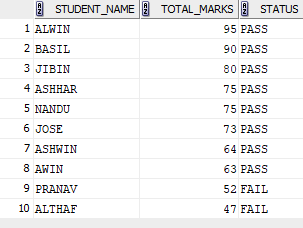 STUDENT_NAME TOTAL_MARKS STATUS
1 ALWIN 95 PASS
2 BASIL 90 PASS
3 JIBIN 80 PASS
4 ASHHAR 75 PASS
5 NANDU 75 PASS
6 JOSE 73 PASS
7 ASHWIN 64 PASS
8 AWIN 63 PASS
9 PRANAV 52 FAIL
10 ALTHAF 47 FAIL